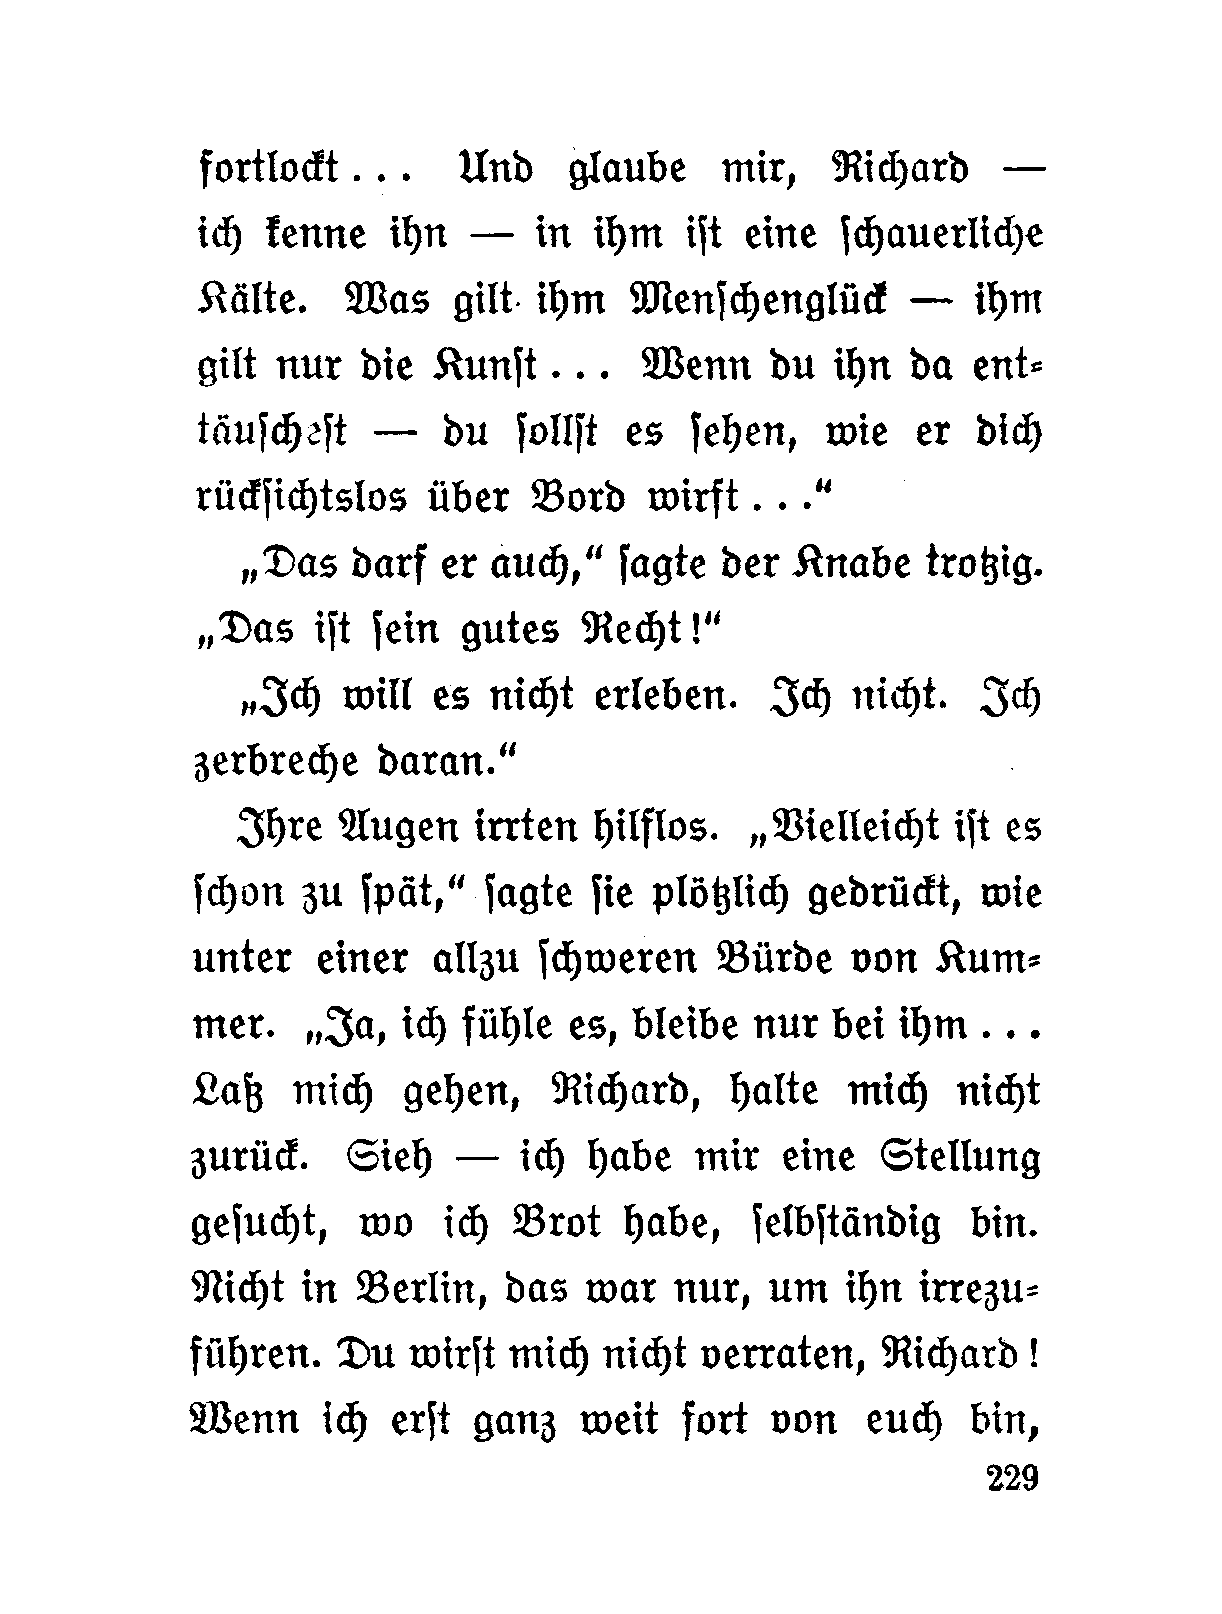 fortlockt . . . Und glaube mir, Richard —
ich kenne ihn — in ihm iſt eine ſchauerliche
Kälte. Was gilt ihm Menſchenglück — ihm
gilt nur die Kunſt . . . Wenn du ihn da ent⸗
täuſcheſt — du ſollſt es ſehen, wie er dich
rückſichtslos über Bord wirft . . .“
„Das darf er auch,“ ſagte der Knabe trotzig.
„Das iſt ſein gutes Recht!“
„Ich will es nicht erleben. Ich nicht. Ich
zerbreche daran.“
Ihre Augen irrten hilflos. „Vielleicht iſt es
ſchon zu ſpät,“ ſagte ſie plötzlich gedrückt, wie
unter einer allzu ſchweren Bürde von Kum⸗
mer. „Ja, ich fühle es, bleibe nur bei ihm . . .
Laß mich gehen, Richard, halte mich nicht
zurück. Sieh — ich habe mir eine Stellung
geſucht, wo ich Brot habe, ſelbſtändig bin.
Nicht in Berlin, das war nur, um ihn irrezu⸗
führen. Du wirſt mich nicht verraten, Richard!
Wenn ich erſt ganz weit fort von euch bin,
229